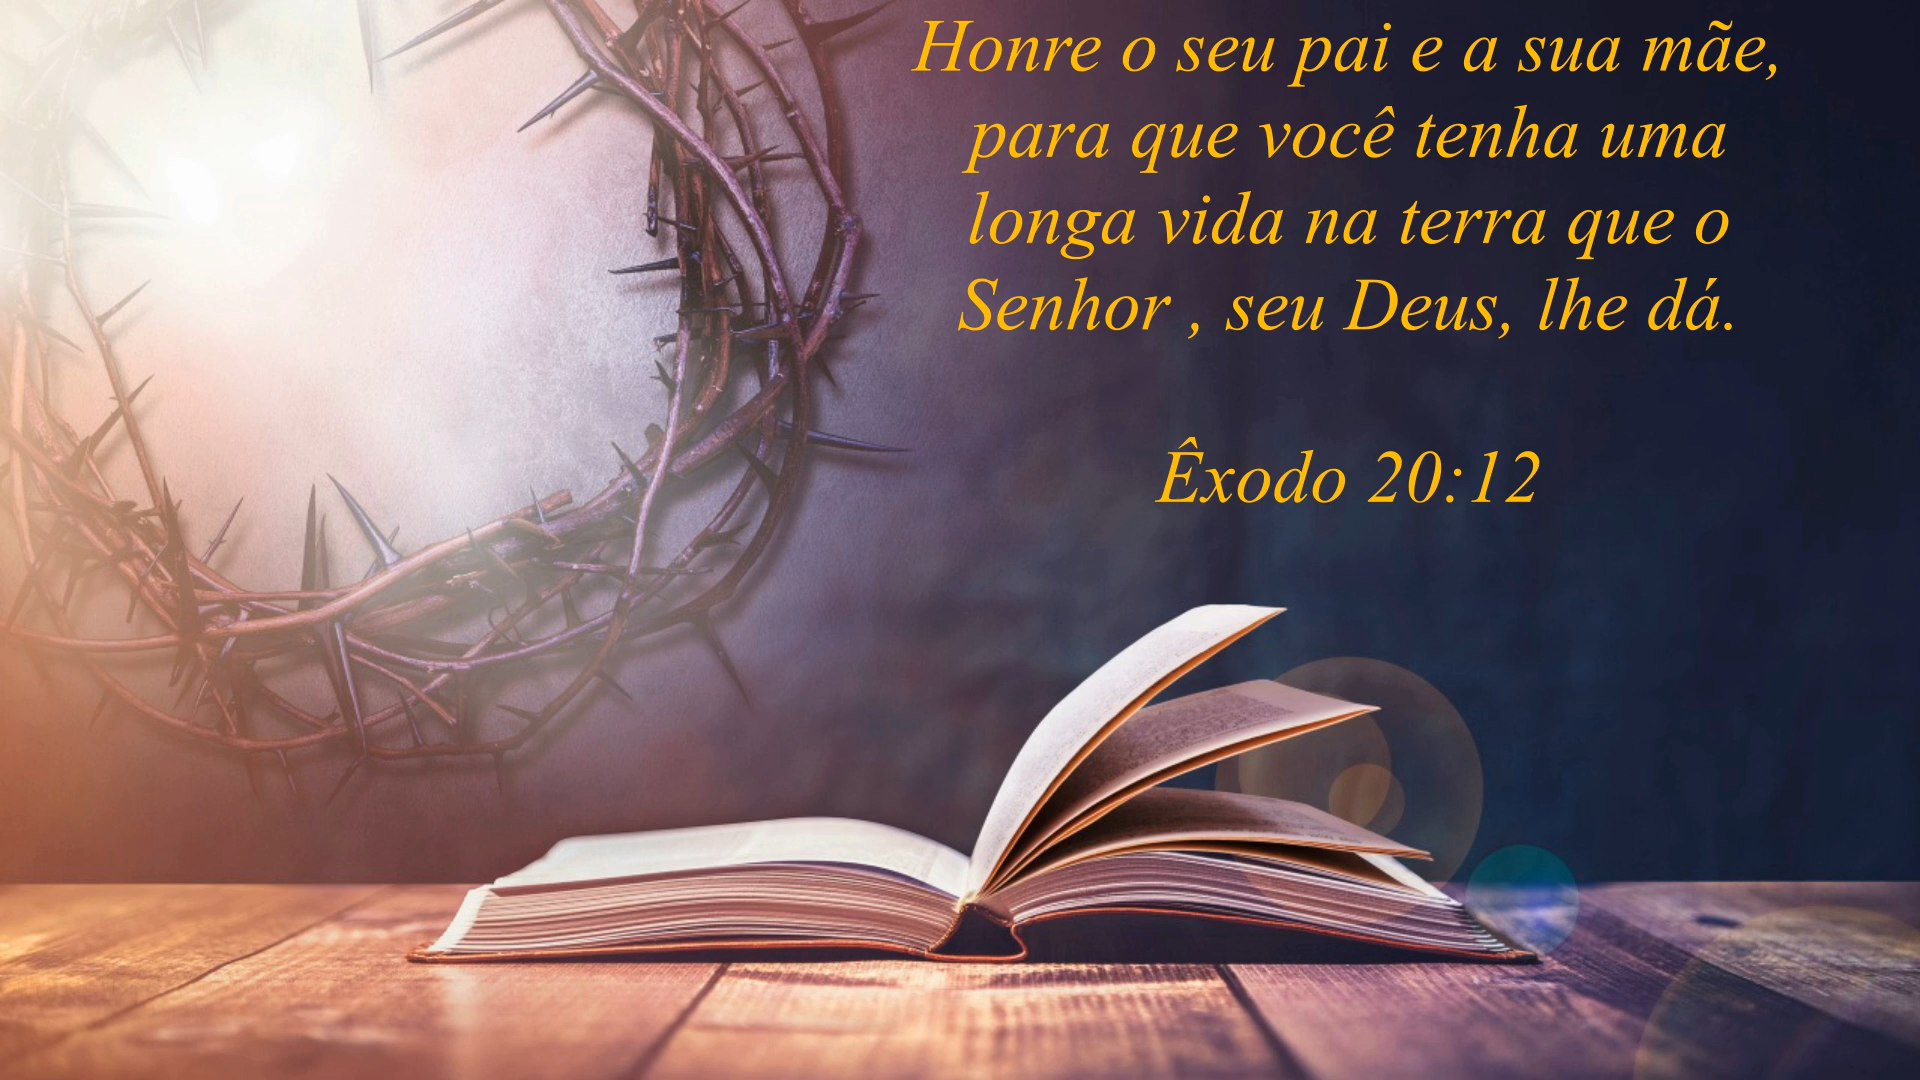 Honre o seu pai e a sua mãe,
para que você tenha uma
longa vida na terra que o
Senhor , seu Deus, lhe dá.
Êxodo 20:12